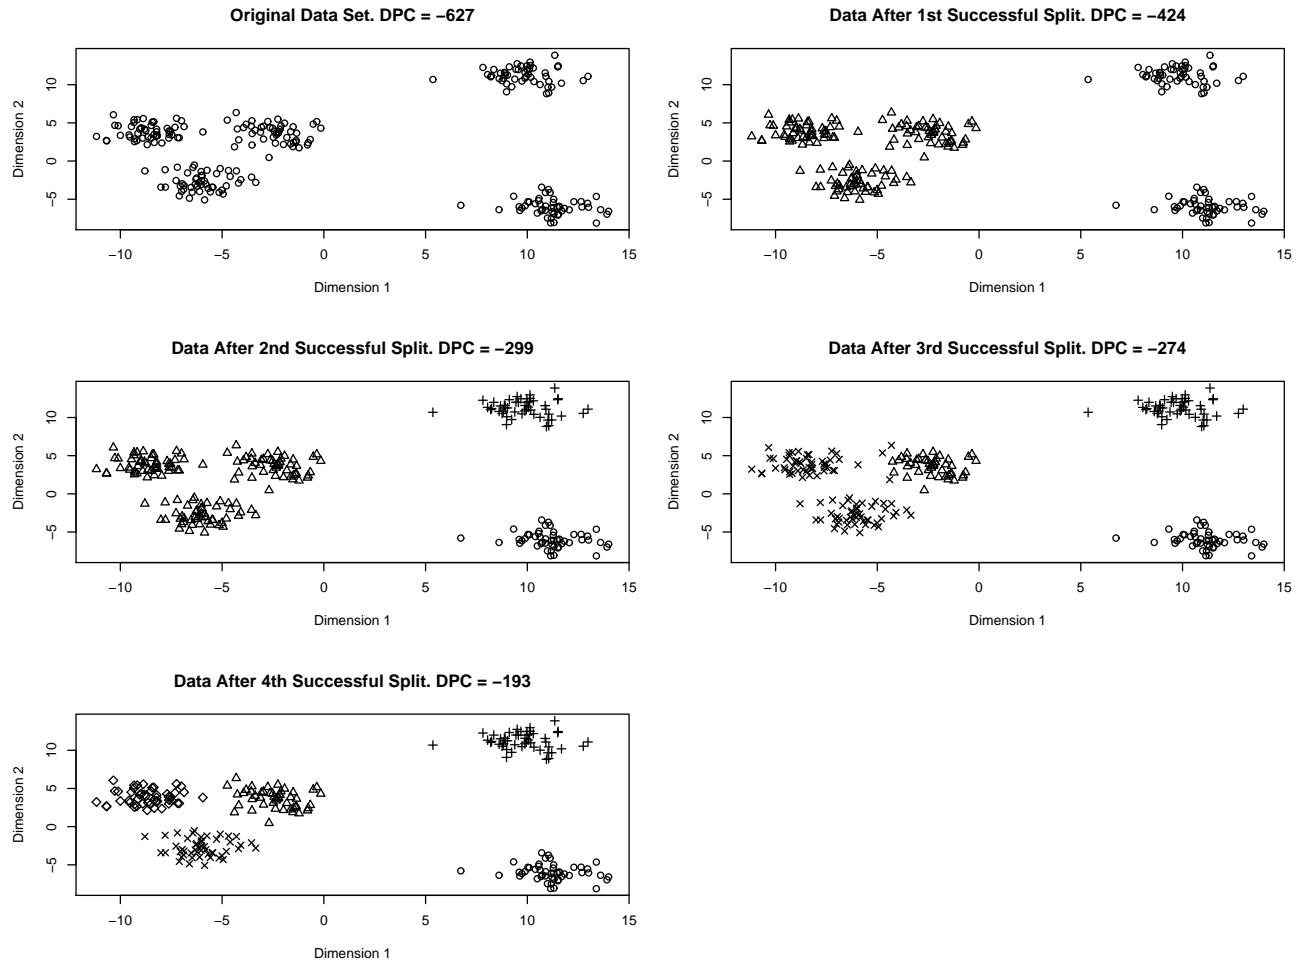 Original Data Set. DPC = −627
Dimension 2
−5 0 5 10
−10 −5 0 5 10 15
Dimension 1
Data After 1st Successful Split. DPC = −424
Dimension 2
−5 0 5 10
−10 −5 0 5 10 15
Dimension 1
Data After 2nd Successful Split. DPC = −299
Dimension 2
−5 0 5 10
−10 −5 0 5 10 15
Dimension 1
Data After 3rd Successful Split. DPC = −274
Dimension 2
−5 0 5 10
−10 −5 0 5 10 15
Dimension 1
Data After 4th Successful Split. DPC = −193
Dimension 2
−5 0 5 10
−10 −5 0 5 10 15
Dimension 1